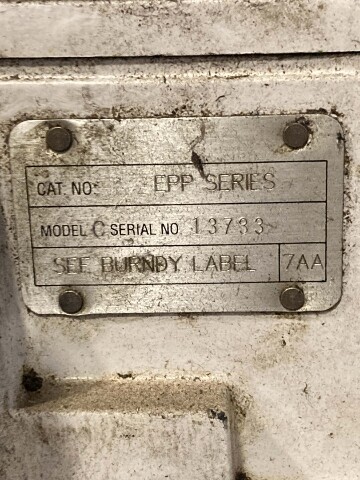 CAT. NO EPP SERIES
MODEL C SERIAL NO 13733
SEE BURNDY LABEL 7AA